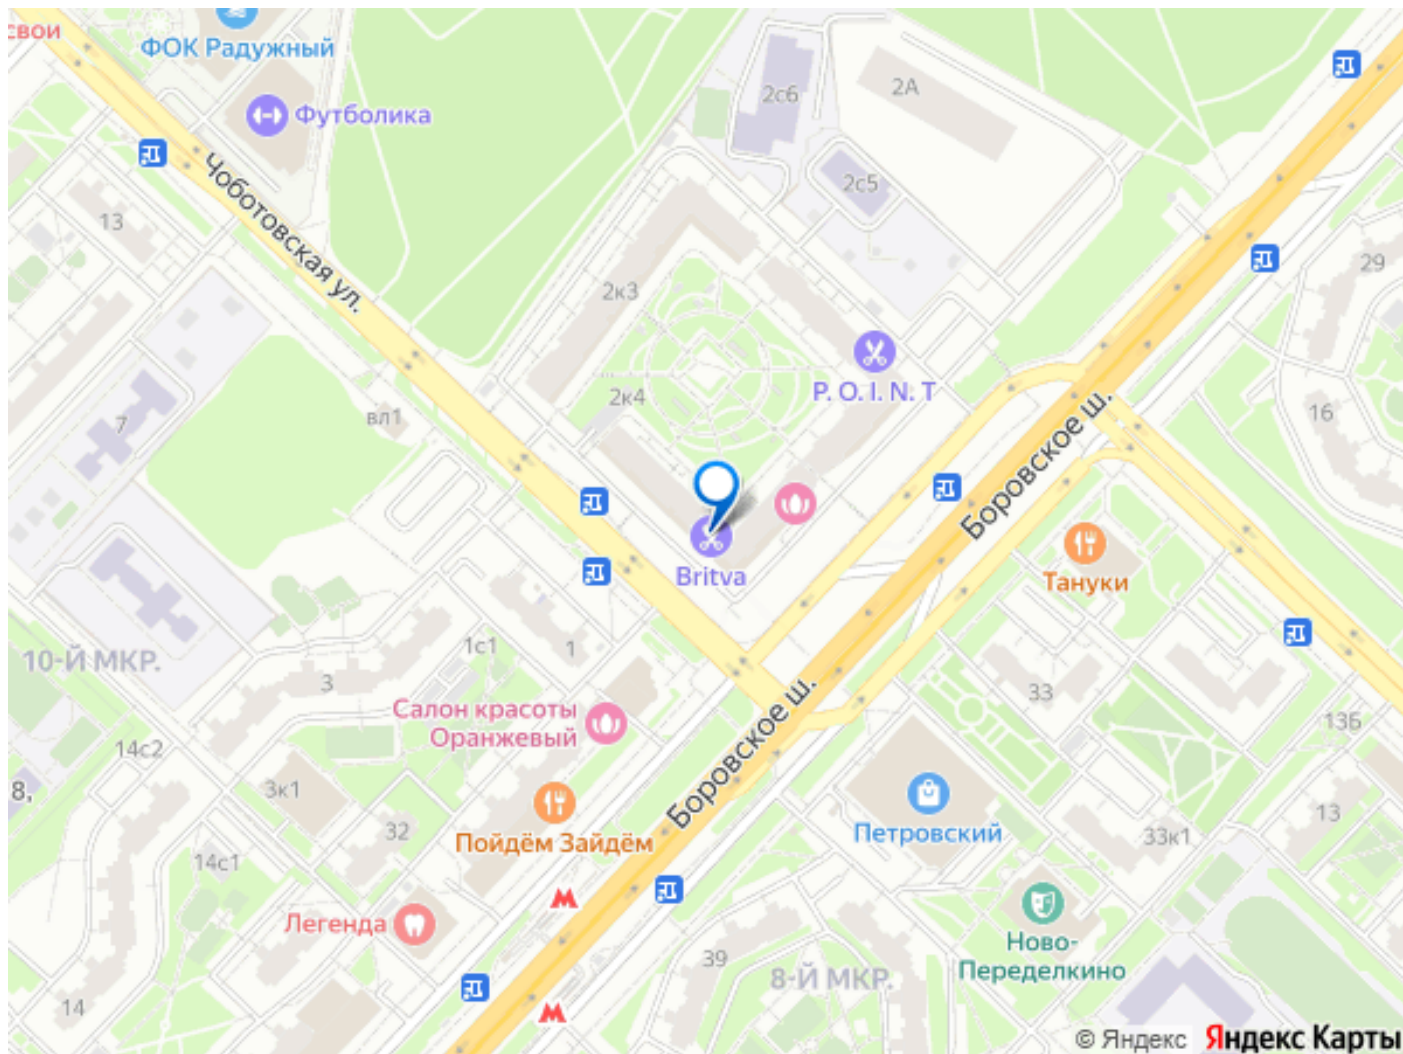 свои
ФОК Радужный
Футболика
2с6
2А
2с5
Чоботовская ул.
13
29
2к3
P. O. I. N. T
2к4
вл1
7
16
Боровское ш.
Britva
Тануки
10-Й МКР.
1с1
1
3
33
13Б
Салон красоты
Оранжевый
14с2
8,
3к1
Боровское ш.
Петровский
13
32
33к1
Пойдём Зайдём
14с1
Легенда
Ново-
Переделкино
39
8-Й МКР.
14
© Яндекс Яндекс Карты